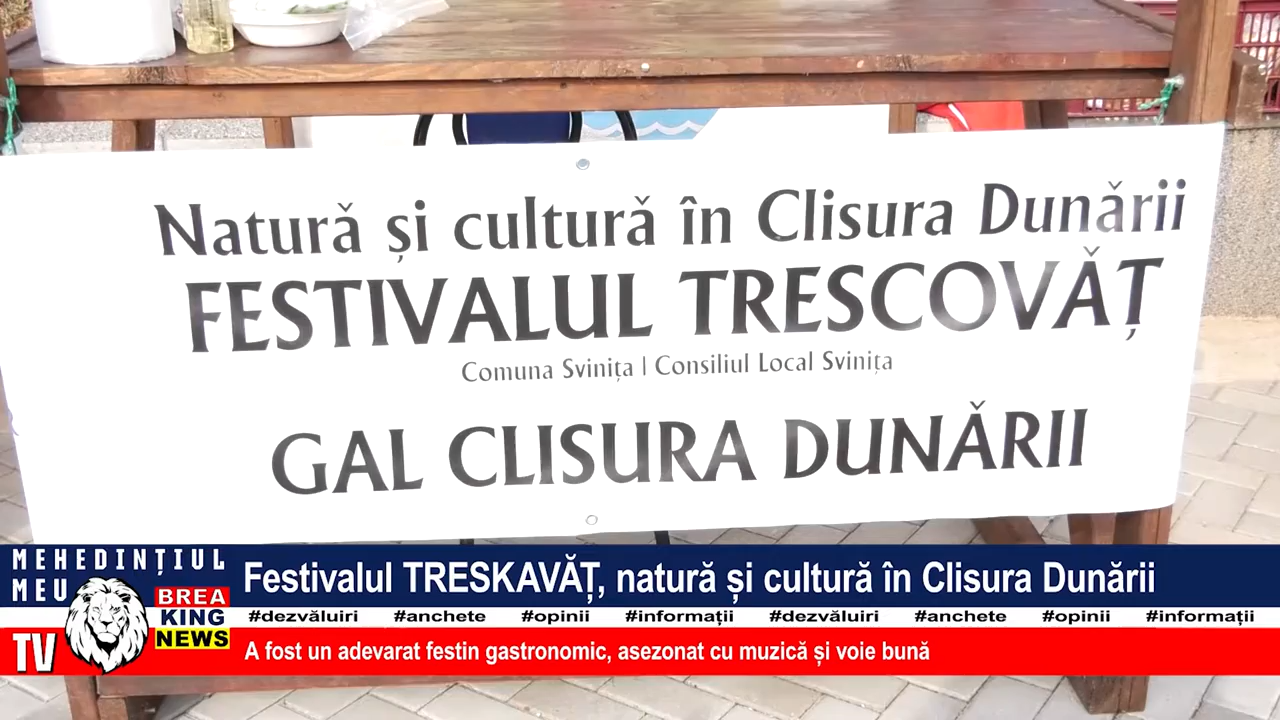 Natură și cultură în Clisura Dunării
FESTIVALUL TRESCOVĂȚ
Comuna Svinița | Consiliul Local Svinița
GAL CLISURA DUNĂRII
MEHEDINȚIUL
MEU
TV
BREA
KING
NEWS
Festivalul TRESKAVĂȚ, natură și cultură în Clisura Dunării
#dezvăluiri #anchete #opinii #informații #dezvăluiri #anchete #opinii #informații
A fost un adevarat festin gastronomic, asezonat cu muzică și voie bună